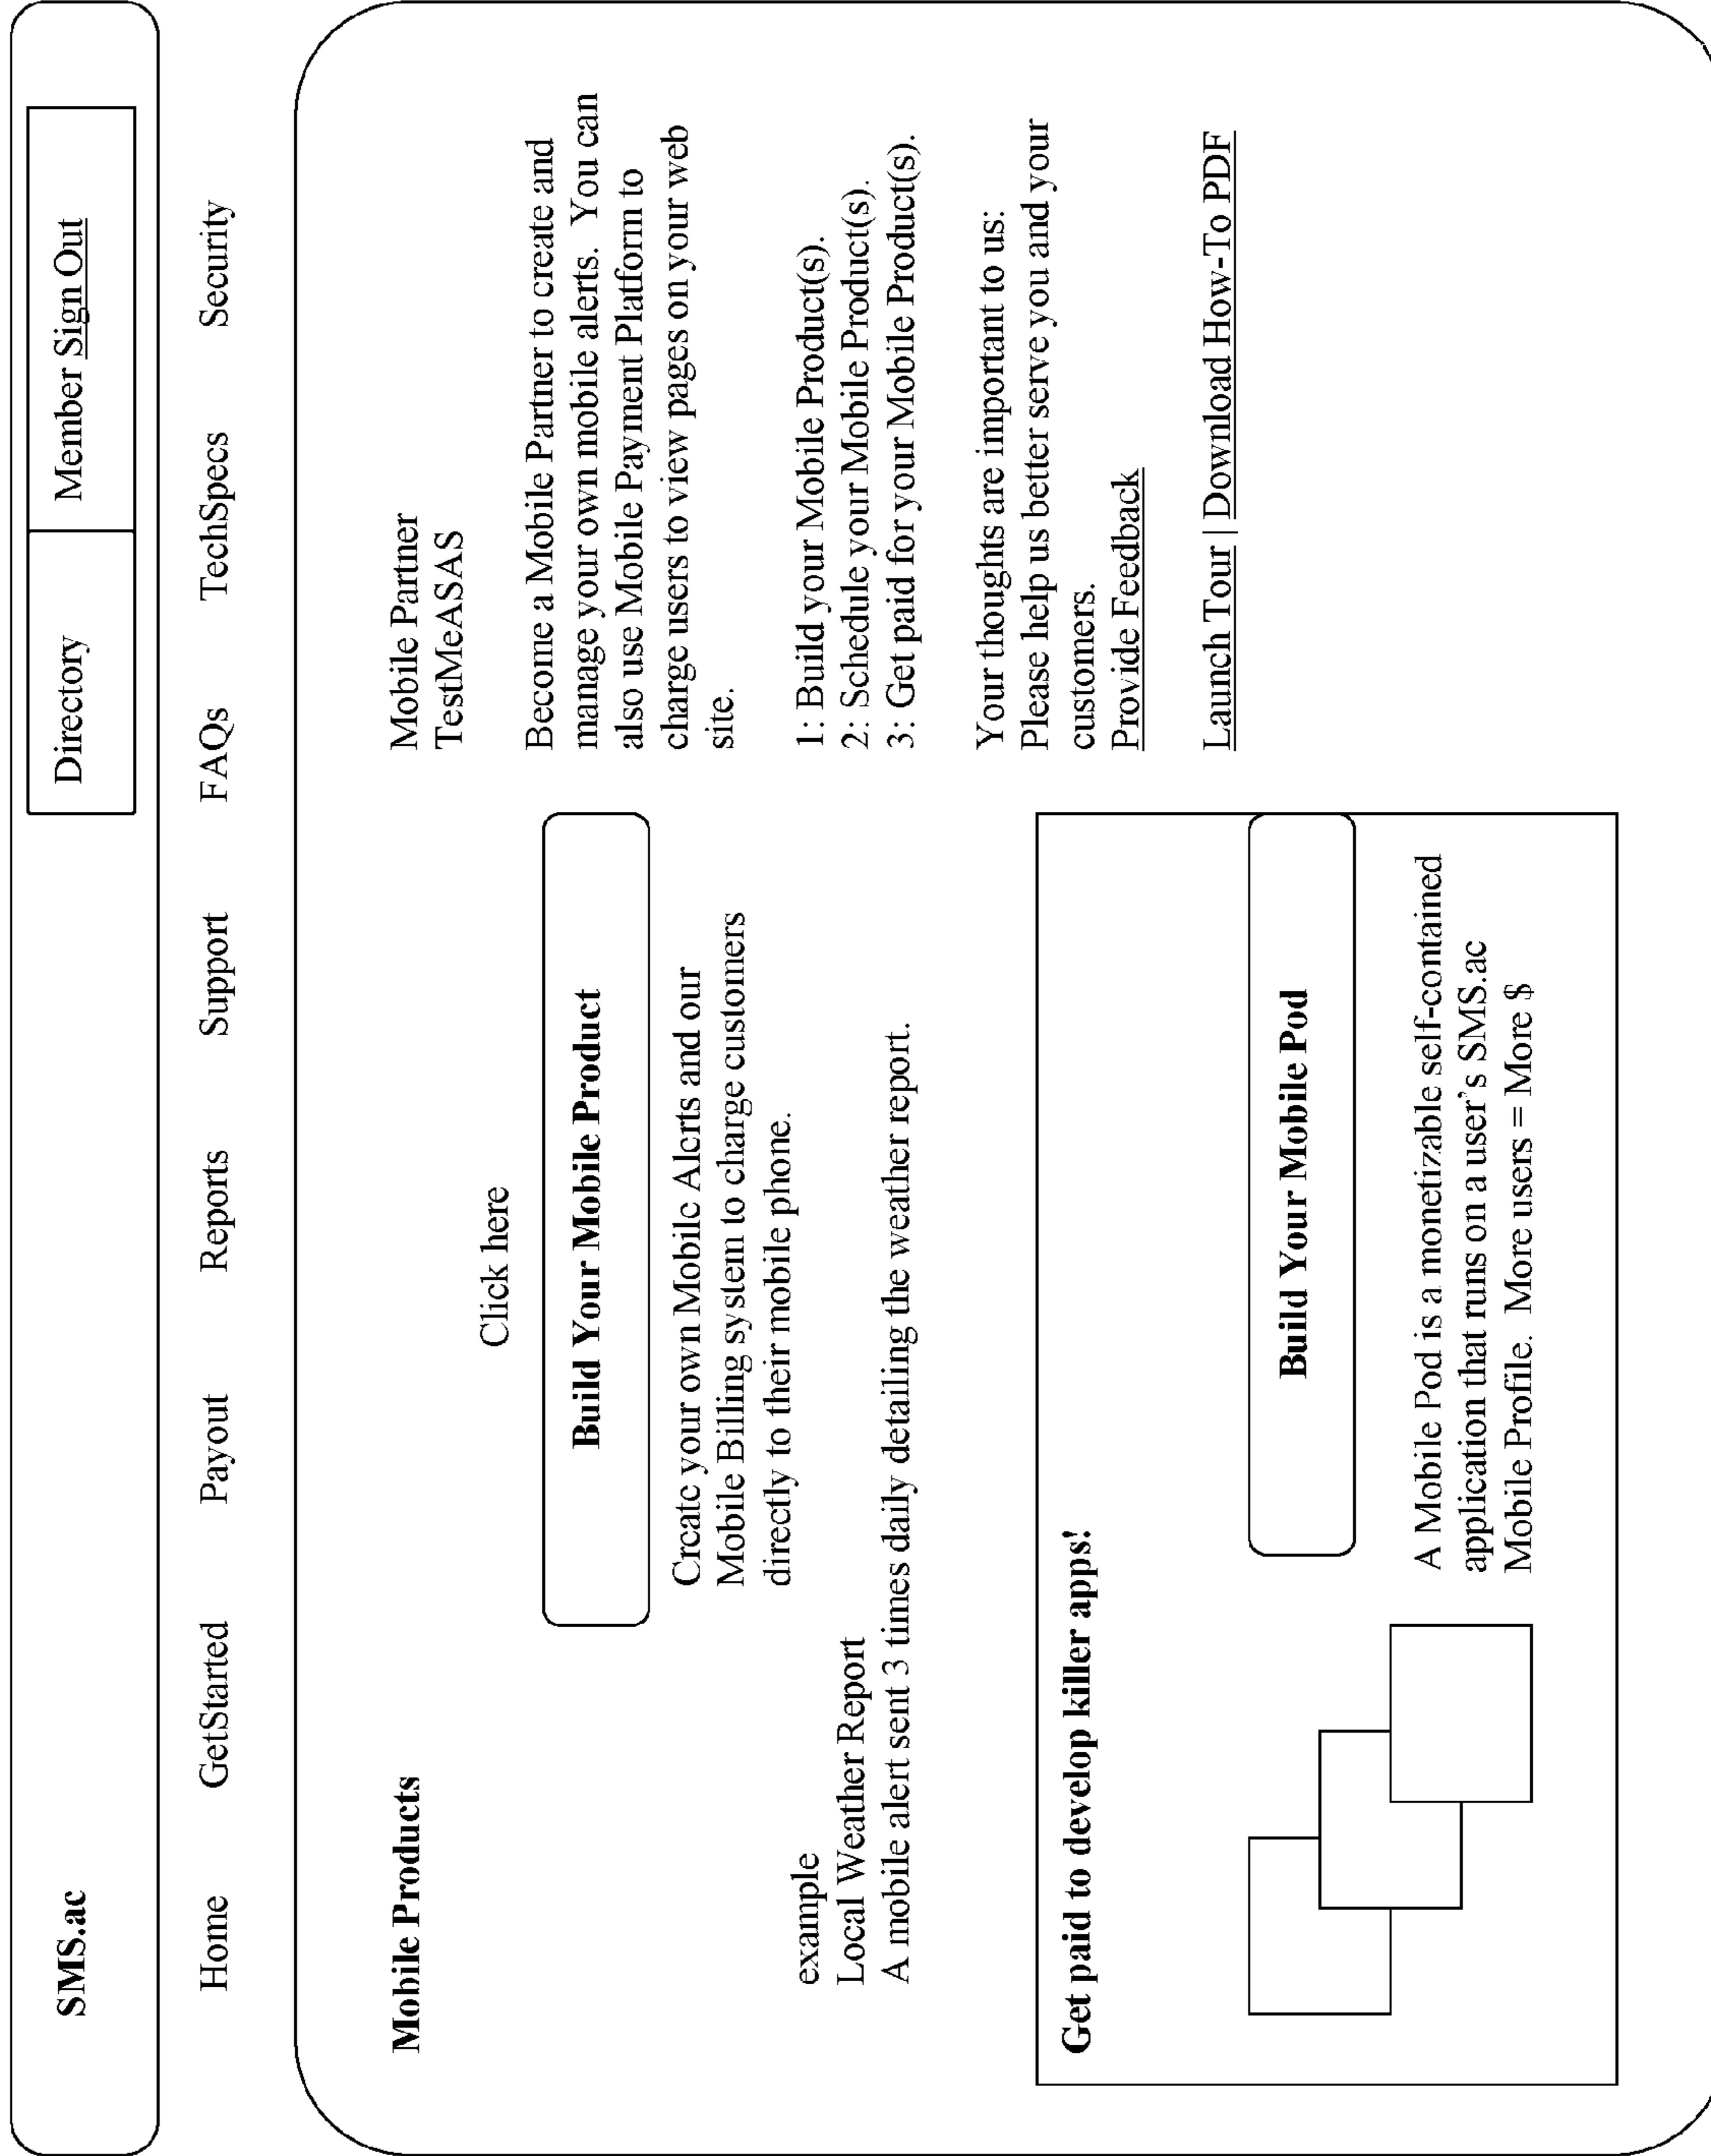 SMS.ac
Directory
Member Sign Out
Home GetStarted Payout Reports Support FAQs TechSpecs Security
Mobile Products
Click here
Build Your Mobile Product
Create your own Mobile Alerts and our
Mobile Billing system to charge customers
directly to their mobile phone.
example
Local Weather Report
A mobile alert sent 3 times daily detailing the weather report.
Get paid to develop killer apps!
Build Your Mobile Pod
A Mobile Pod is a monetizable self-contained
application that runs on a user's SMS.ac
Mobile Profile. More users = More $
Mobile Partner
TestMeASAS
Become a Mobile Partner to create and
manage your own mobile alerts. You can
also use Mobile Payment Platform to
charge users to view pages on your web
site.
1: Build your Mobile Product(s).
2: Schedule your Mobile Product(s).
3: Get paid for your Mobile Product(s).
Your thoughts are important to us:
Please help us better serve you and your
customers.
Provide Feedback
Launch Tour | Download How-To PDF